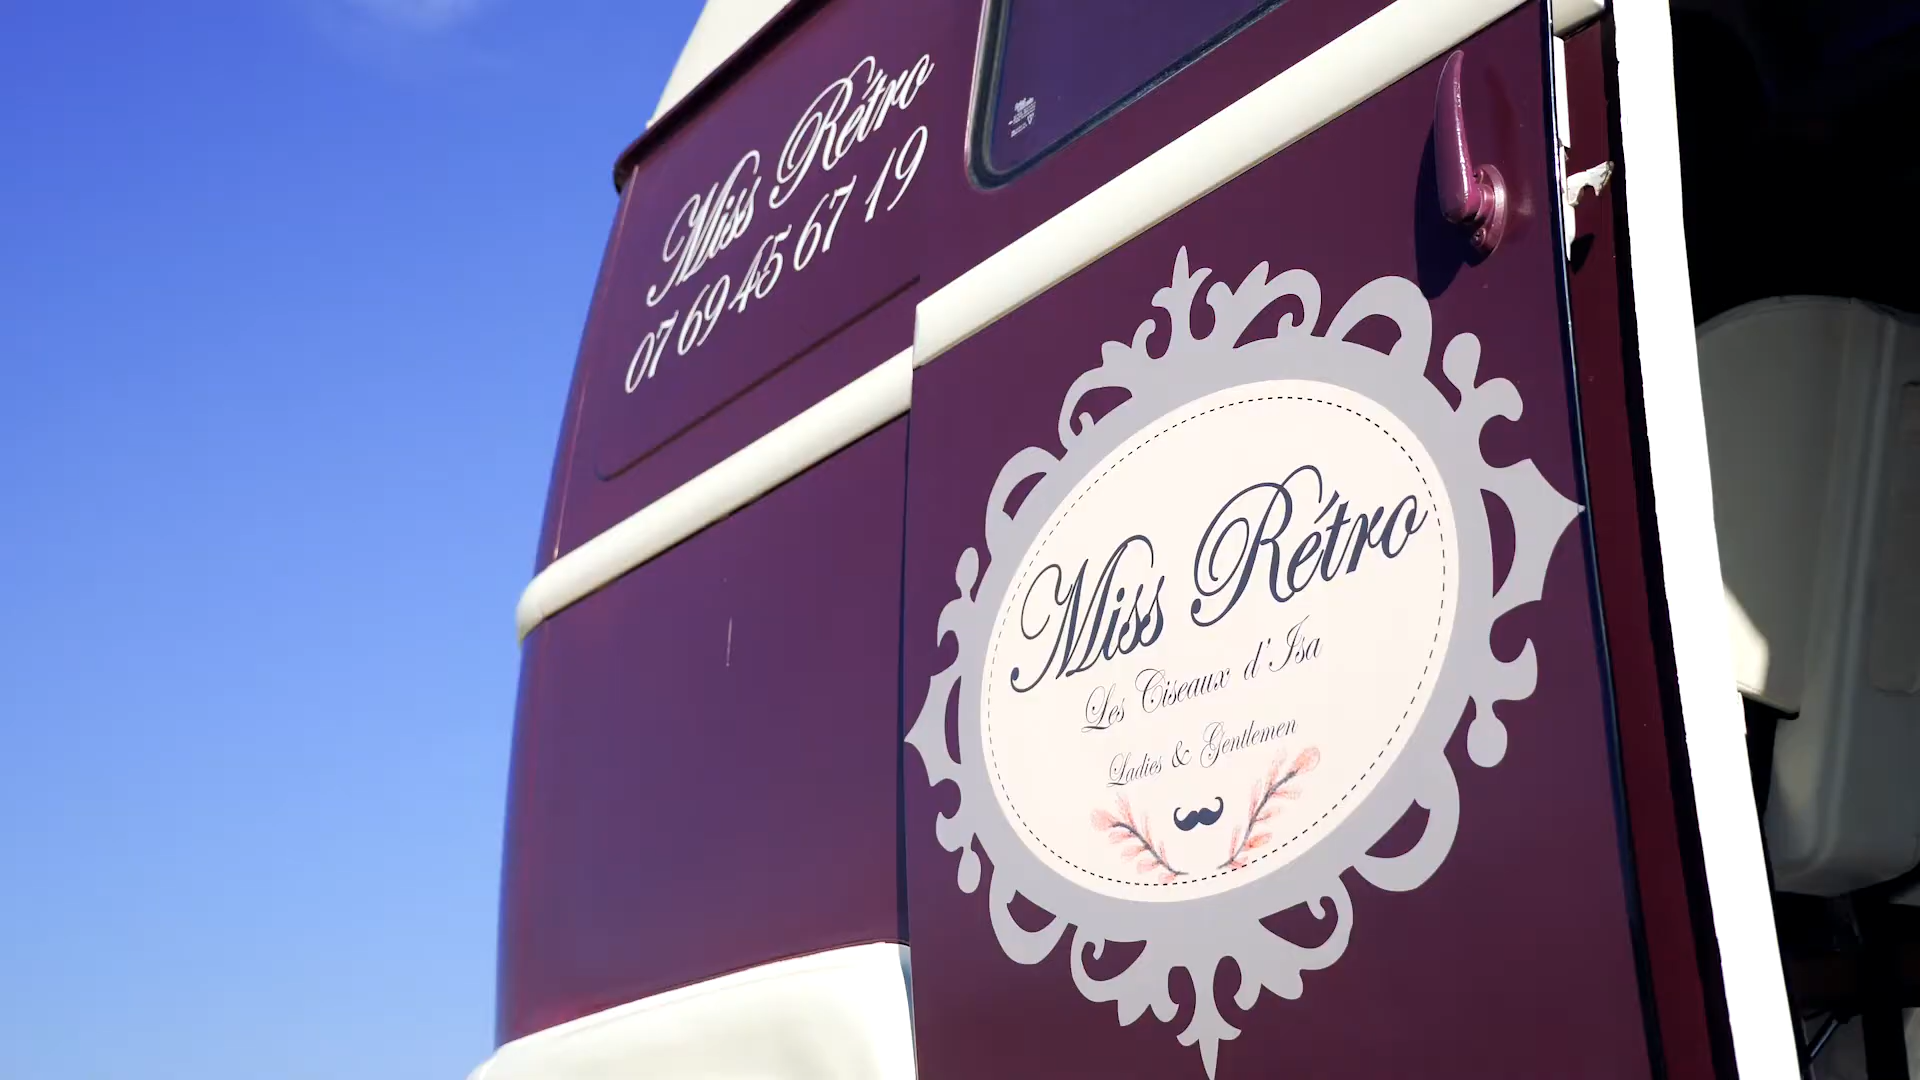 Miss Rétro
07 69 45 67 19
Miss Rétro
Les Ciseaux d'Isa
Ladies & Gentlemen